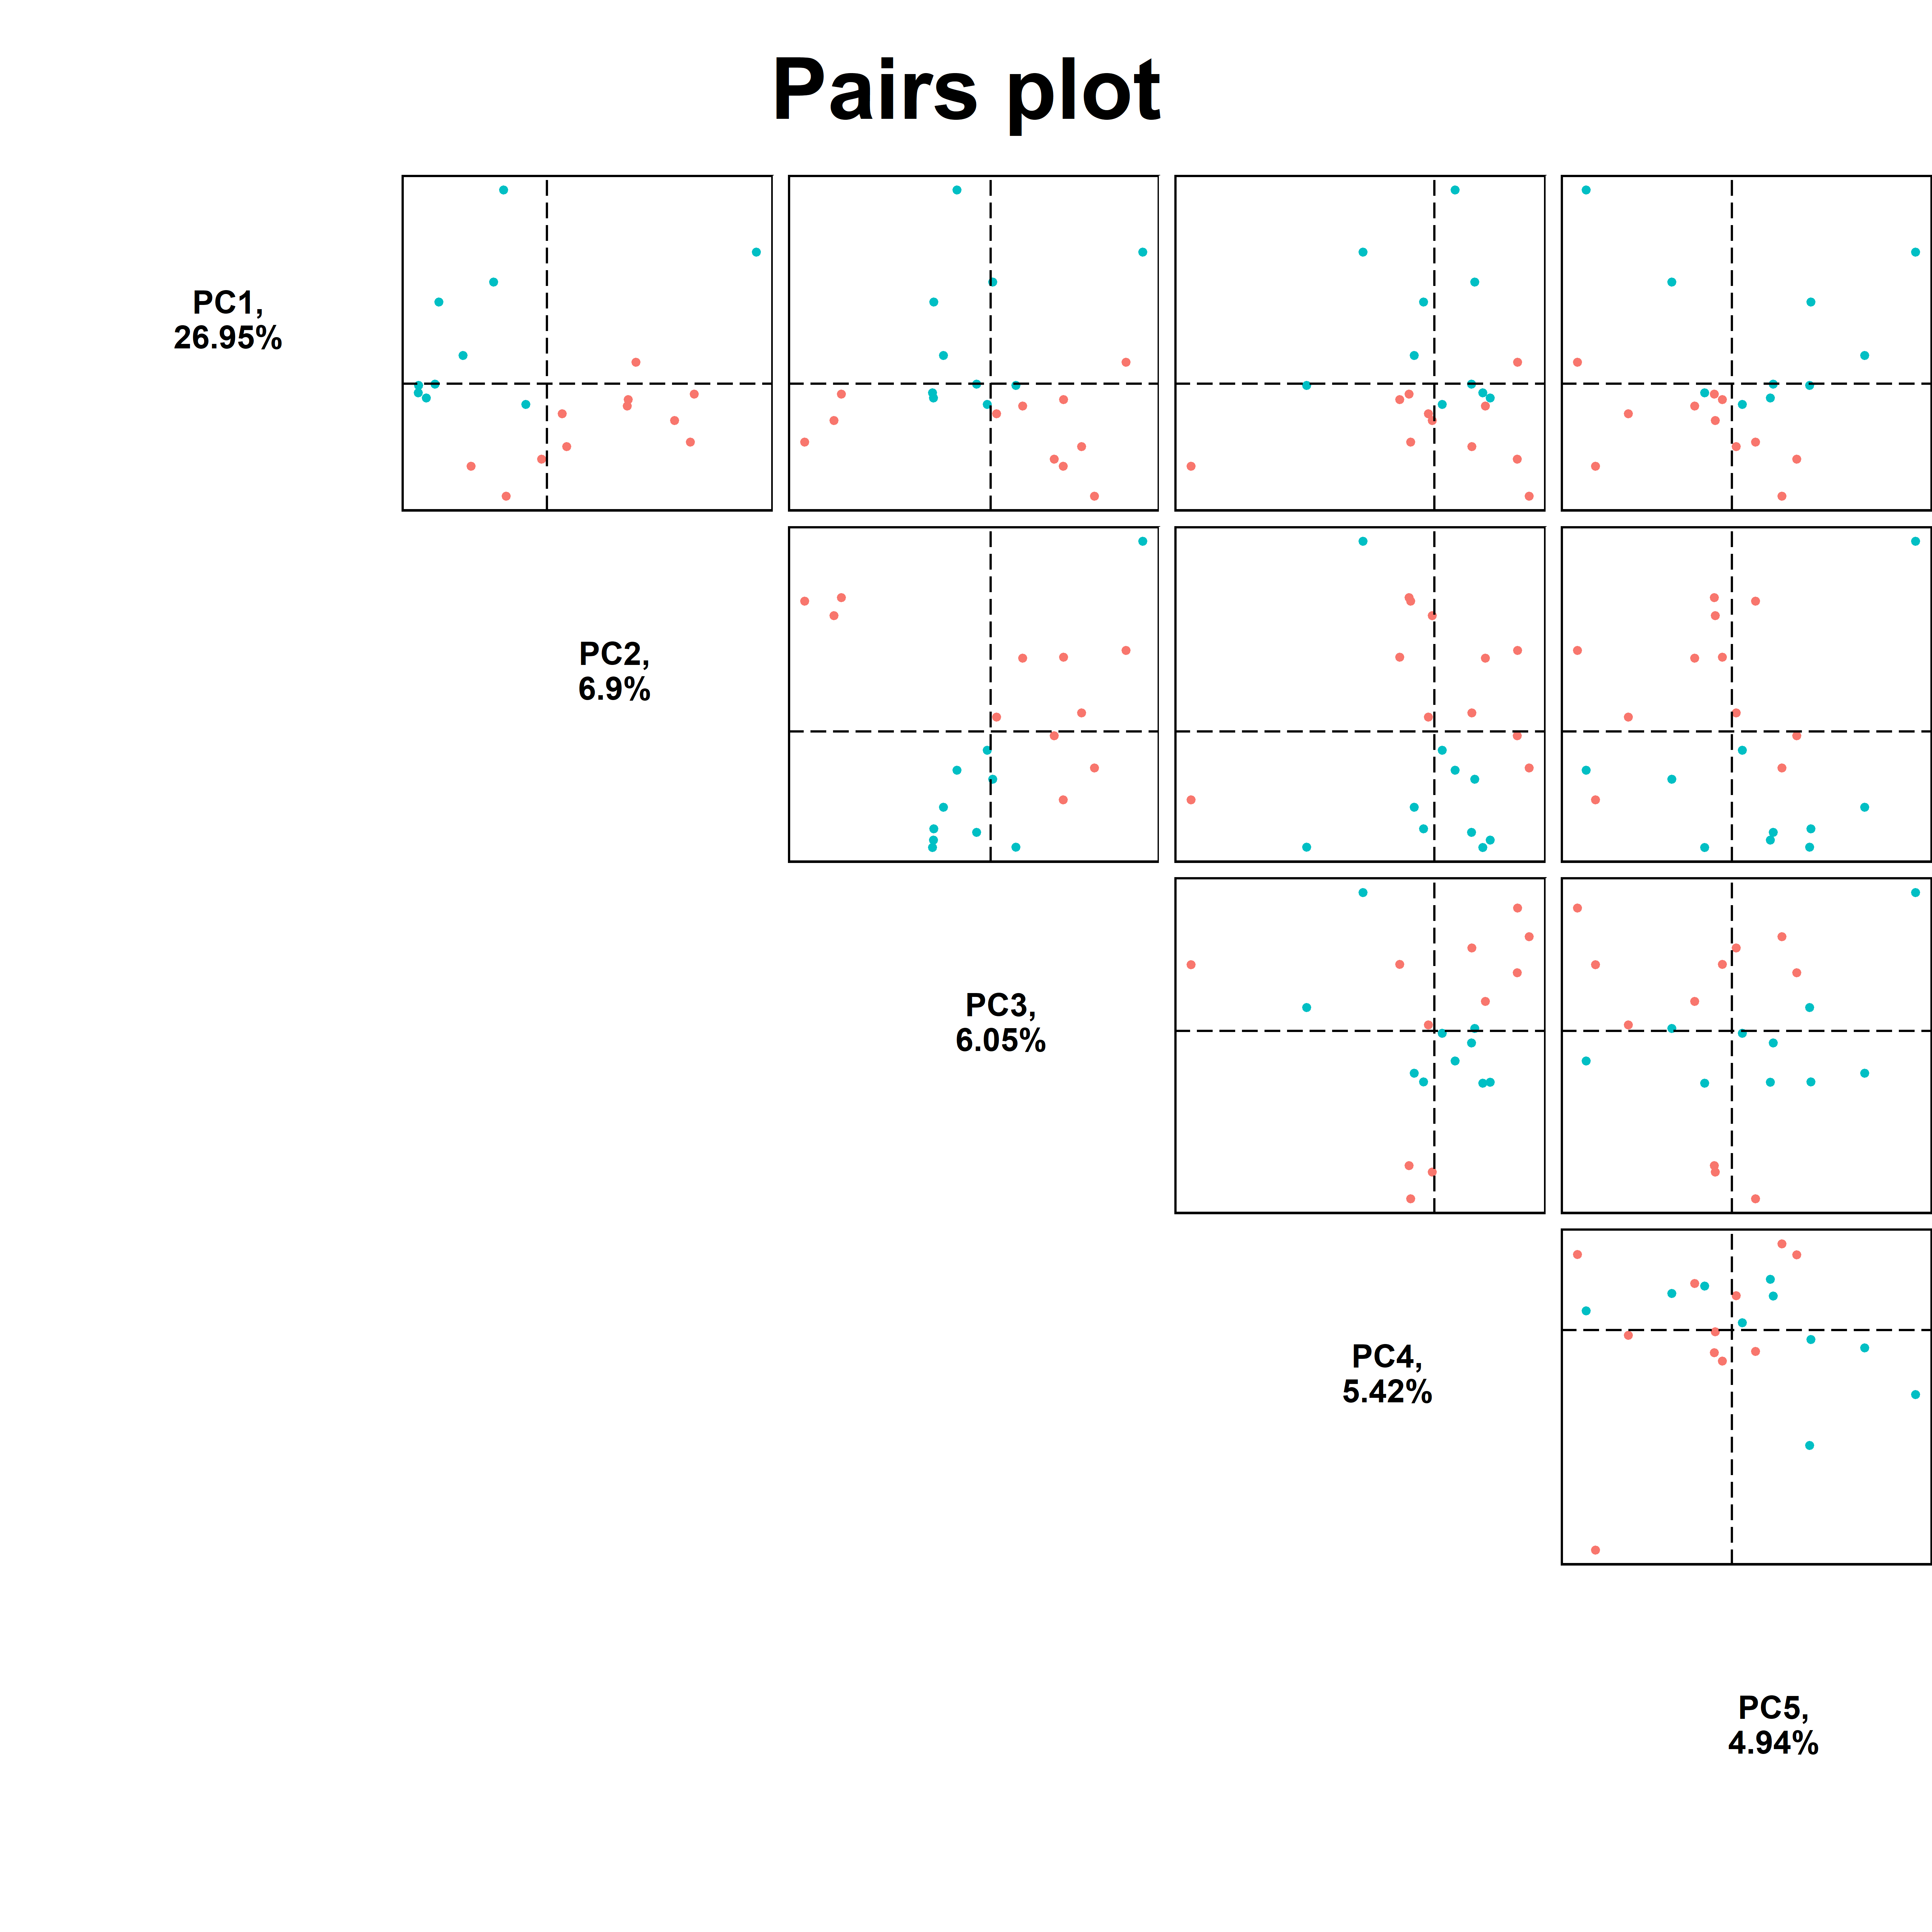 Pairs plot
PC1,
26.95%
PC2,
6.9%
PC3,
6.05%
PC4,
5.42%
PC5,
4.94%